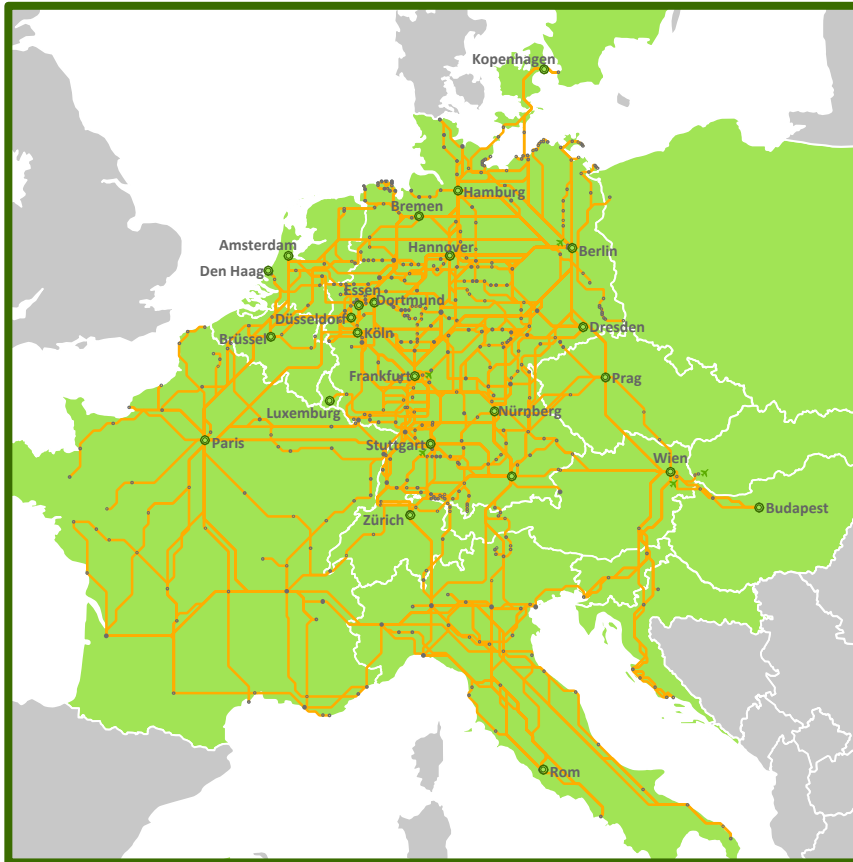 Kopenhagen
Hamburg
Bremen
Amsterdam
Hannover
Berlin
Den Haag
Essen
Dortmund
Düsseldorf
Dresden
Brüssel
Köln
Frankfurt
Prag
Luxemburg
Nürnberg
Paris
Stuttgart
Wien
Budapest
Zürich
Rom